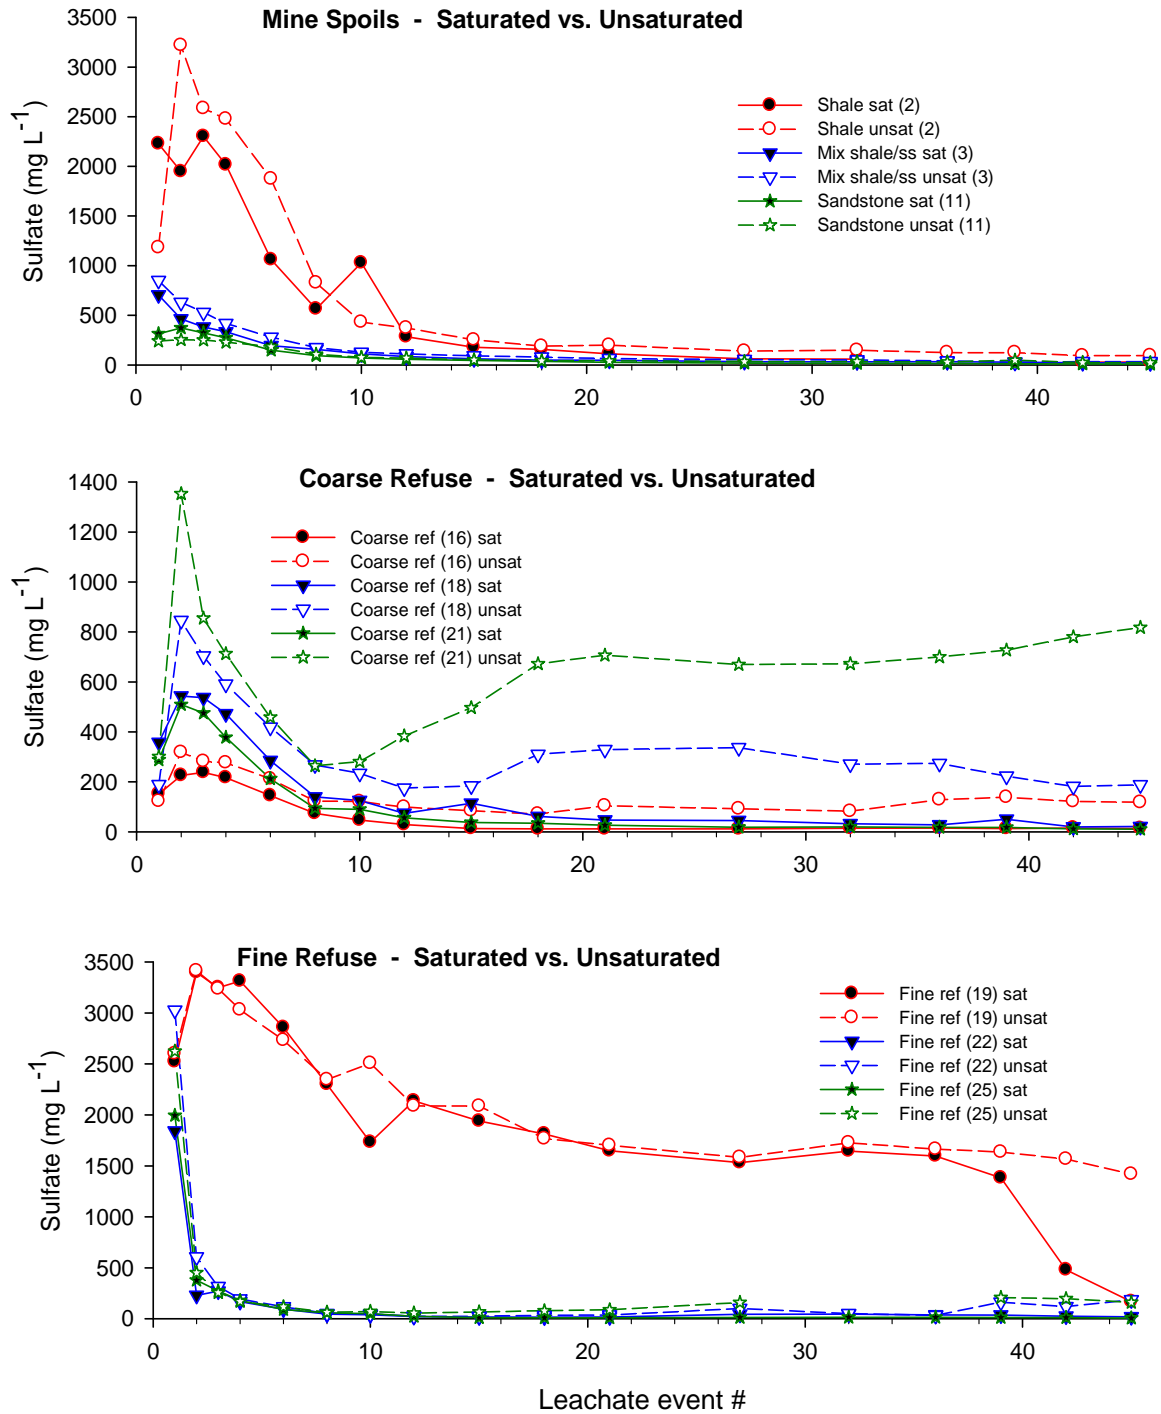 Mine Spoils - Saturated vs. Unsaturated
Sulfate (mg L-1)
3500
3000
2500
2000
1500
1000
500
0
Shale sat (2)
Shale unsat (2)
Mix shale/ss sat (3)
Mix shale/ss unsat (3)
Sandstone sat (11)
Sandstone unsat (11)
0 10 20 30 40
Coarse Refuse - Saturated vs. Unsaturated
Sulfate (mg L-1)
1400
1200
1000
800
600
400
200
0
Coarse ref (16) sat
Coarse ref (16) unsat
Coarse ref (18) sat
Coarse ref (18) unsat
Coarse ref (21) sat
Coarse ref (21) unsat
0 10 20 30 40
Fine Refuse - Saturated vs. Unsaturated
Sulfate (mg L-1)
3500
3000
2500
2000
1500
1000
500
0
Fine ref (19) sat
Fine ref (19) unsat
Fine ref (22) sat
Fine ref (22) unsat
Fine ref (25) sat
Fine ref (25) unsat
0 10 20 30 40
Leachate event #